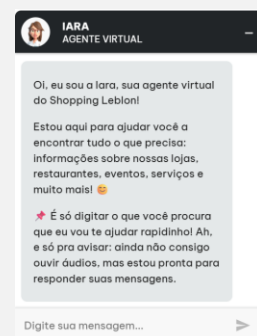 IARA
AGENTE VIRTUAL
Oi, eu sou a Iara, sua agente virtual
do Shopping Leblon!
Estou aqui para ajudar você a
encontrar tudo o que precisa:
informações sobre nossas lojas,
restaurantes, eventos, serviços e
muito mais! 😊
📌 É só digitar o que você procura
que eu vou te ajudar rapidinho! Ah,
e só pra avisar: ainda não consigo
ouvir áudios, mas estou pronta para
responder suas mensagens.
Digite sua mensagem...